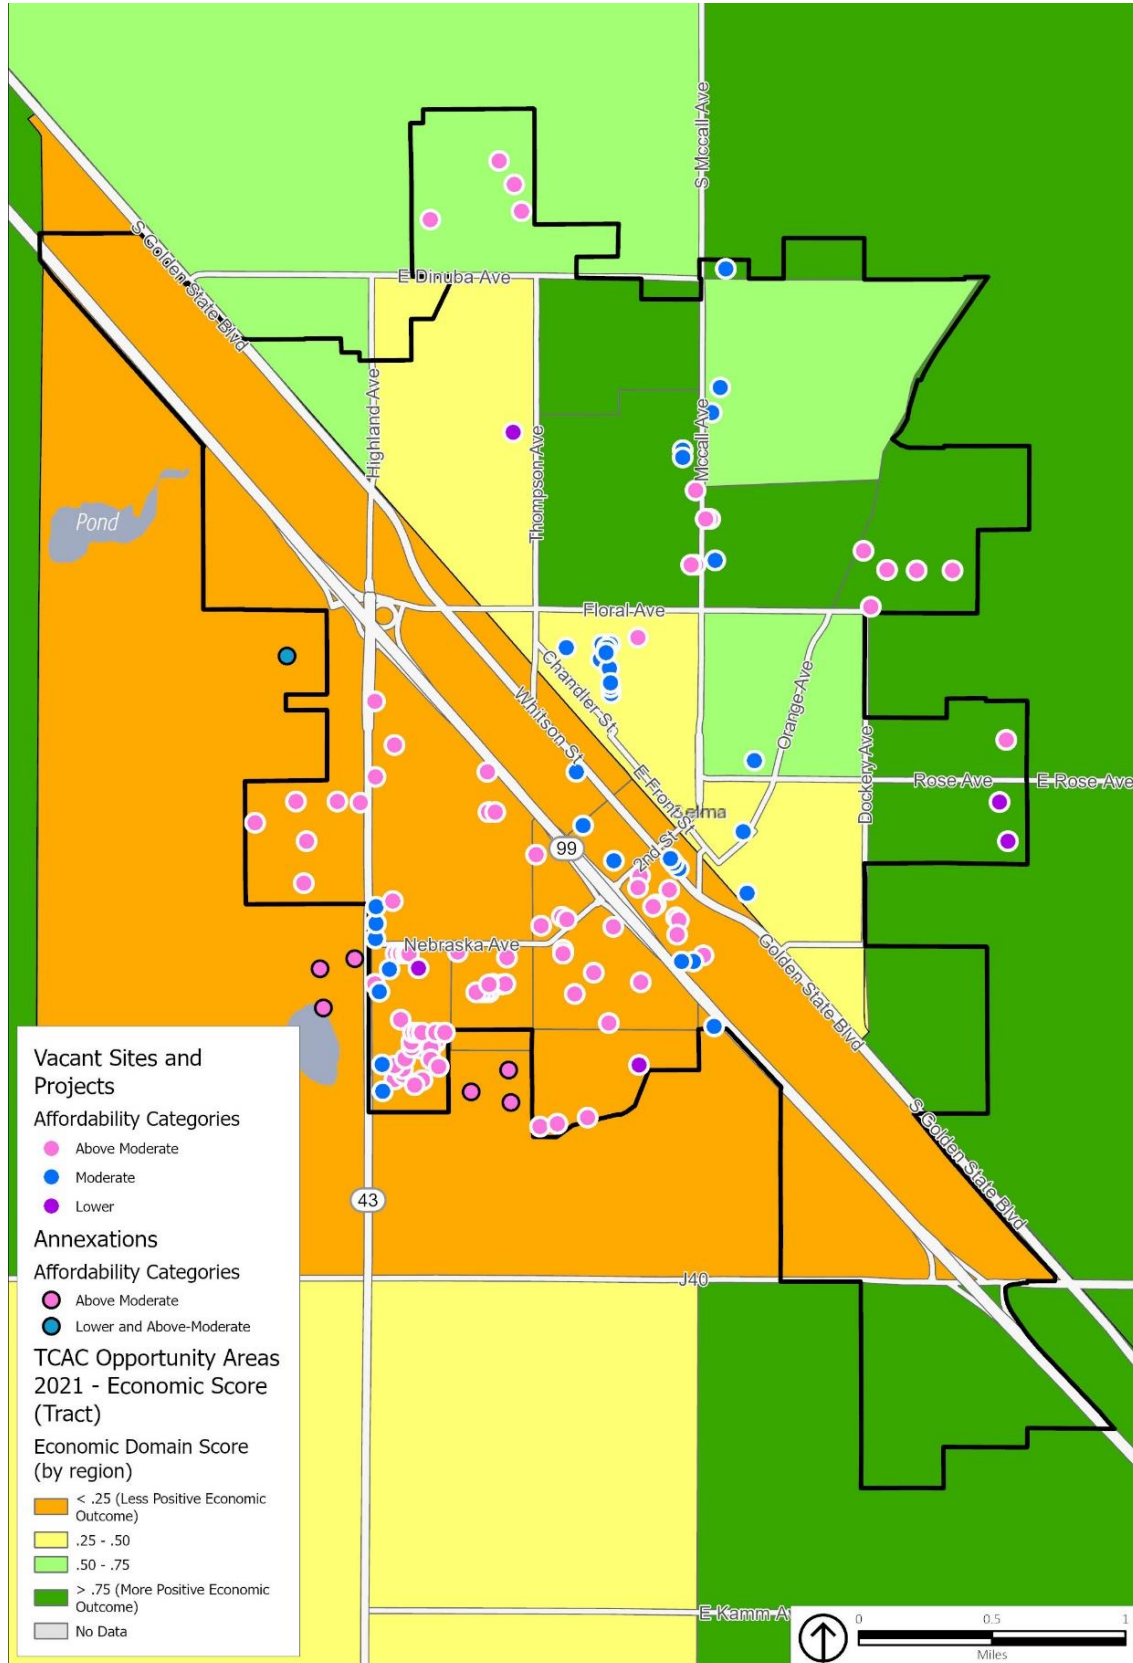 S Mccall Ave
S Golden State Blvd
E Dinuba Ave
Highland Ave
Thompson Ave
Mccall Ave
Pond
Floral Ave
Chandler St
Whitson St
Orange Ave
E Front St
Dockery Ave
Rose Ave
E Rose Ave
Selma
2nd St
99
Nebraska Ave
Golden State Blvd
S Golden State Blvd
43
J40
E Kamm Av
Vacant Sites and
Projects
Affordability Categories
Above Moderate
Moderate
Lower
Annexations
Affordability Categories
Above Moderate
Lower and Above-Moderate
TCAC Opportunity Areas
2021 - Economic Score
(Tract)
Economic Domain Score
(by region)
< .25 (Less Positive Economic
Outcome)
.25 - .50
.50 - .75
> .75 (More Positive Economic
Outcome)
No Data
0 0.5 1
Miles